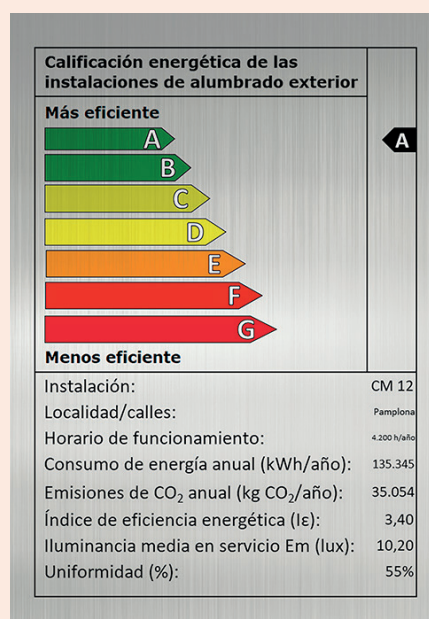 Calificación energética de las
instalaciones de alumbrado exterior
Más eficiente
A
A
B
C
D
E
F
G
Menos eficiente
Instalación: CM 12
Localidad/calles: Pamplona
Horario de funcionamiento: 4.200 h/año
Consumo de energía anual (kWh/año): 135.345
Emisiones de CO₂ anual (kg CO₂/año): 35.054
Índice de eficiencia energética (Iε): 3,40
Iluminancia media en servicio Em (lux): 10,20
Uniformidad (%): 55%